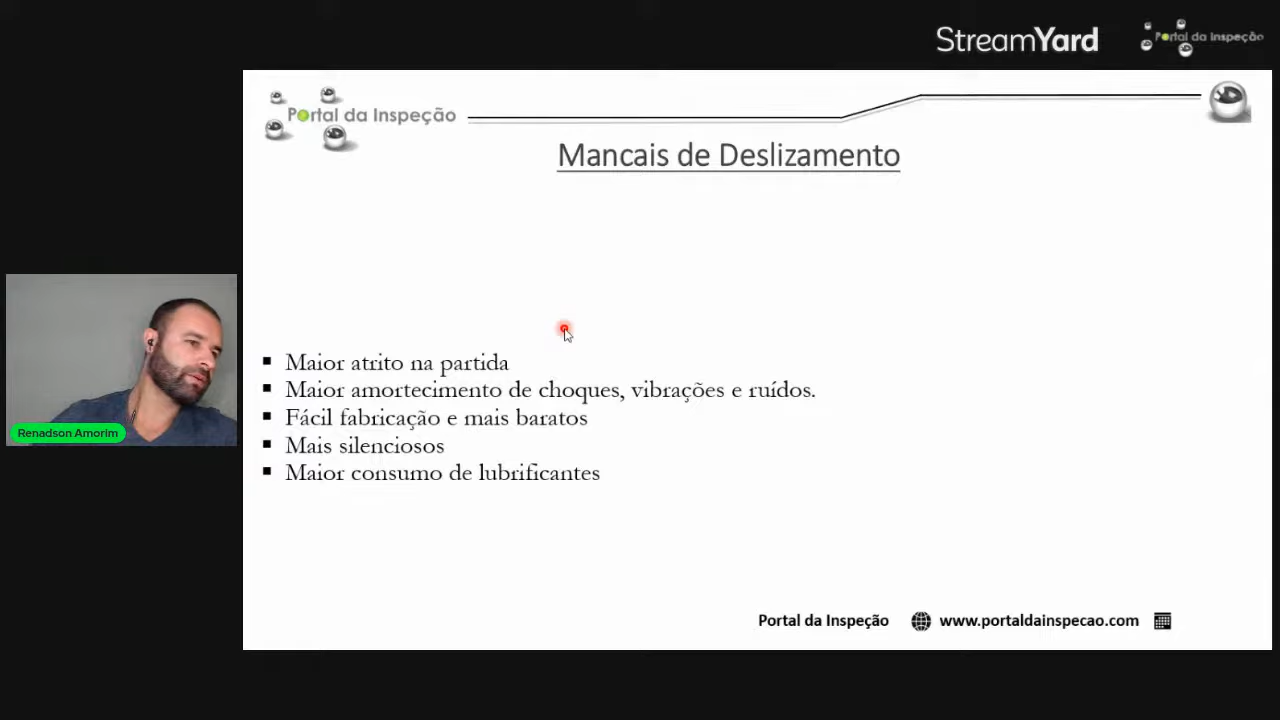 StreamYard
Portal da Inspeção
Portal da Inspeção
Mancais de Deslizamento
▪ Maior atrito na partida
▪ Maior amortecimento de choques, vibrações e ruídos.
▪ Fácil fabricação e mais baratos
▪ Mais silenciosos
▪ Maior consumo de lubrificantes
Renadson Amorim
Portal da Inspeção www.portaldainspecao.com